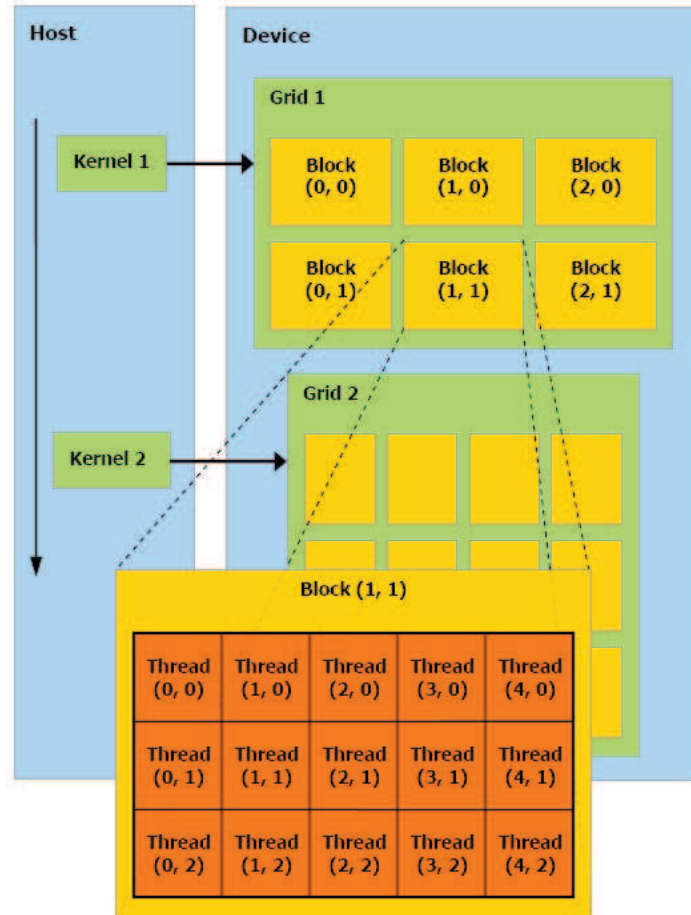 Host
Device
Grid 1
Kernel 1
Block
(0, 0)
Block
(1, 0)
Block
(2, 0)
Block
(0, 1)
Block
(1, 1)
Block
(2, 1)
Grid 2
Kernel 2
Block (1, 1)
Thread
(0, 0)
Thread
(1, 0)
Thread
(2, 0)
Thread
(3, 0)
Thread
(4, 0)
Thread
(0, 1)
Thread
(1, 1)
Thread
(2, 1)
Thread
(3, 1)
Thread
(4, 1)
Thread
(0, 2)
Thread
(1, 2)
Thread
(2, 2)
Thread
(3, 2)
Thread
(4, 2)